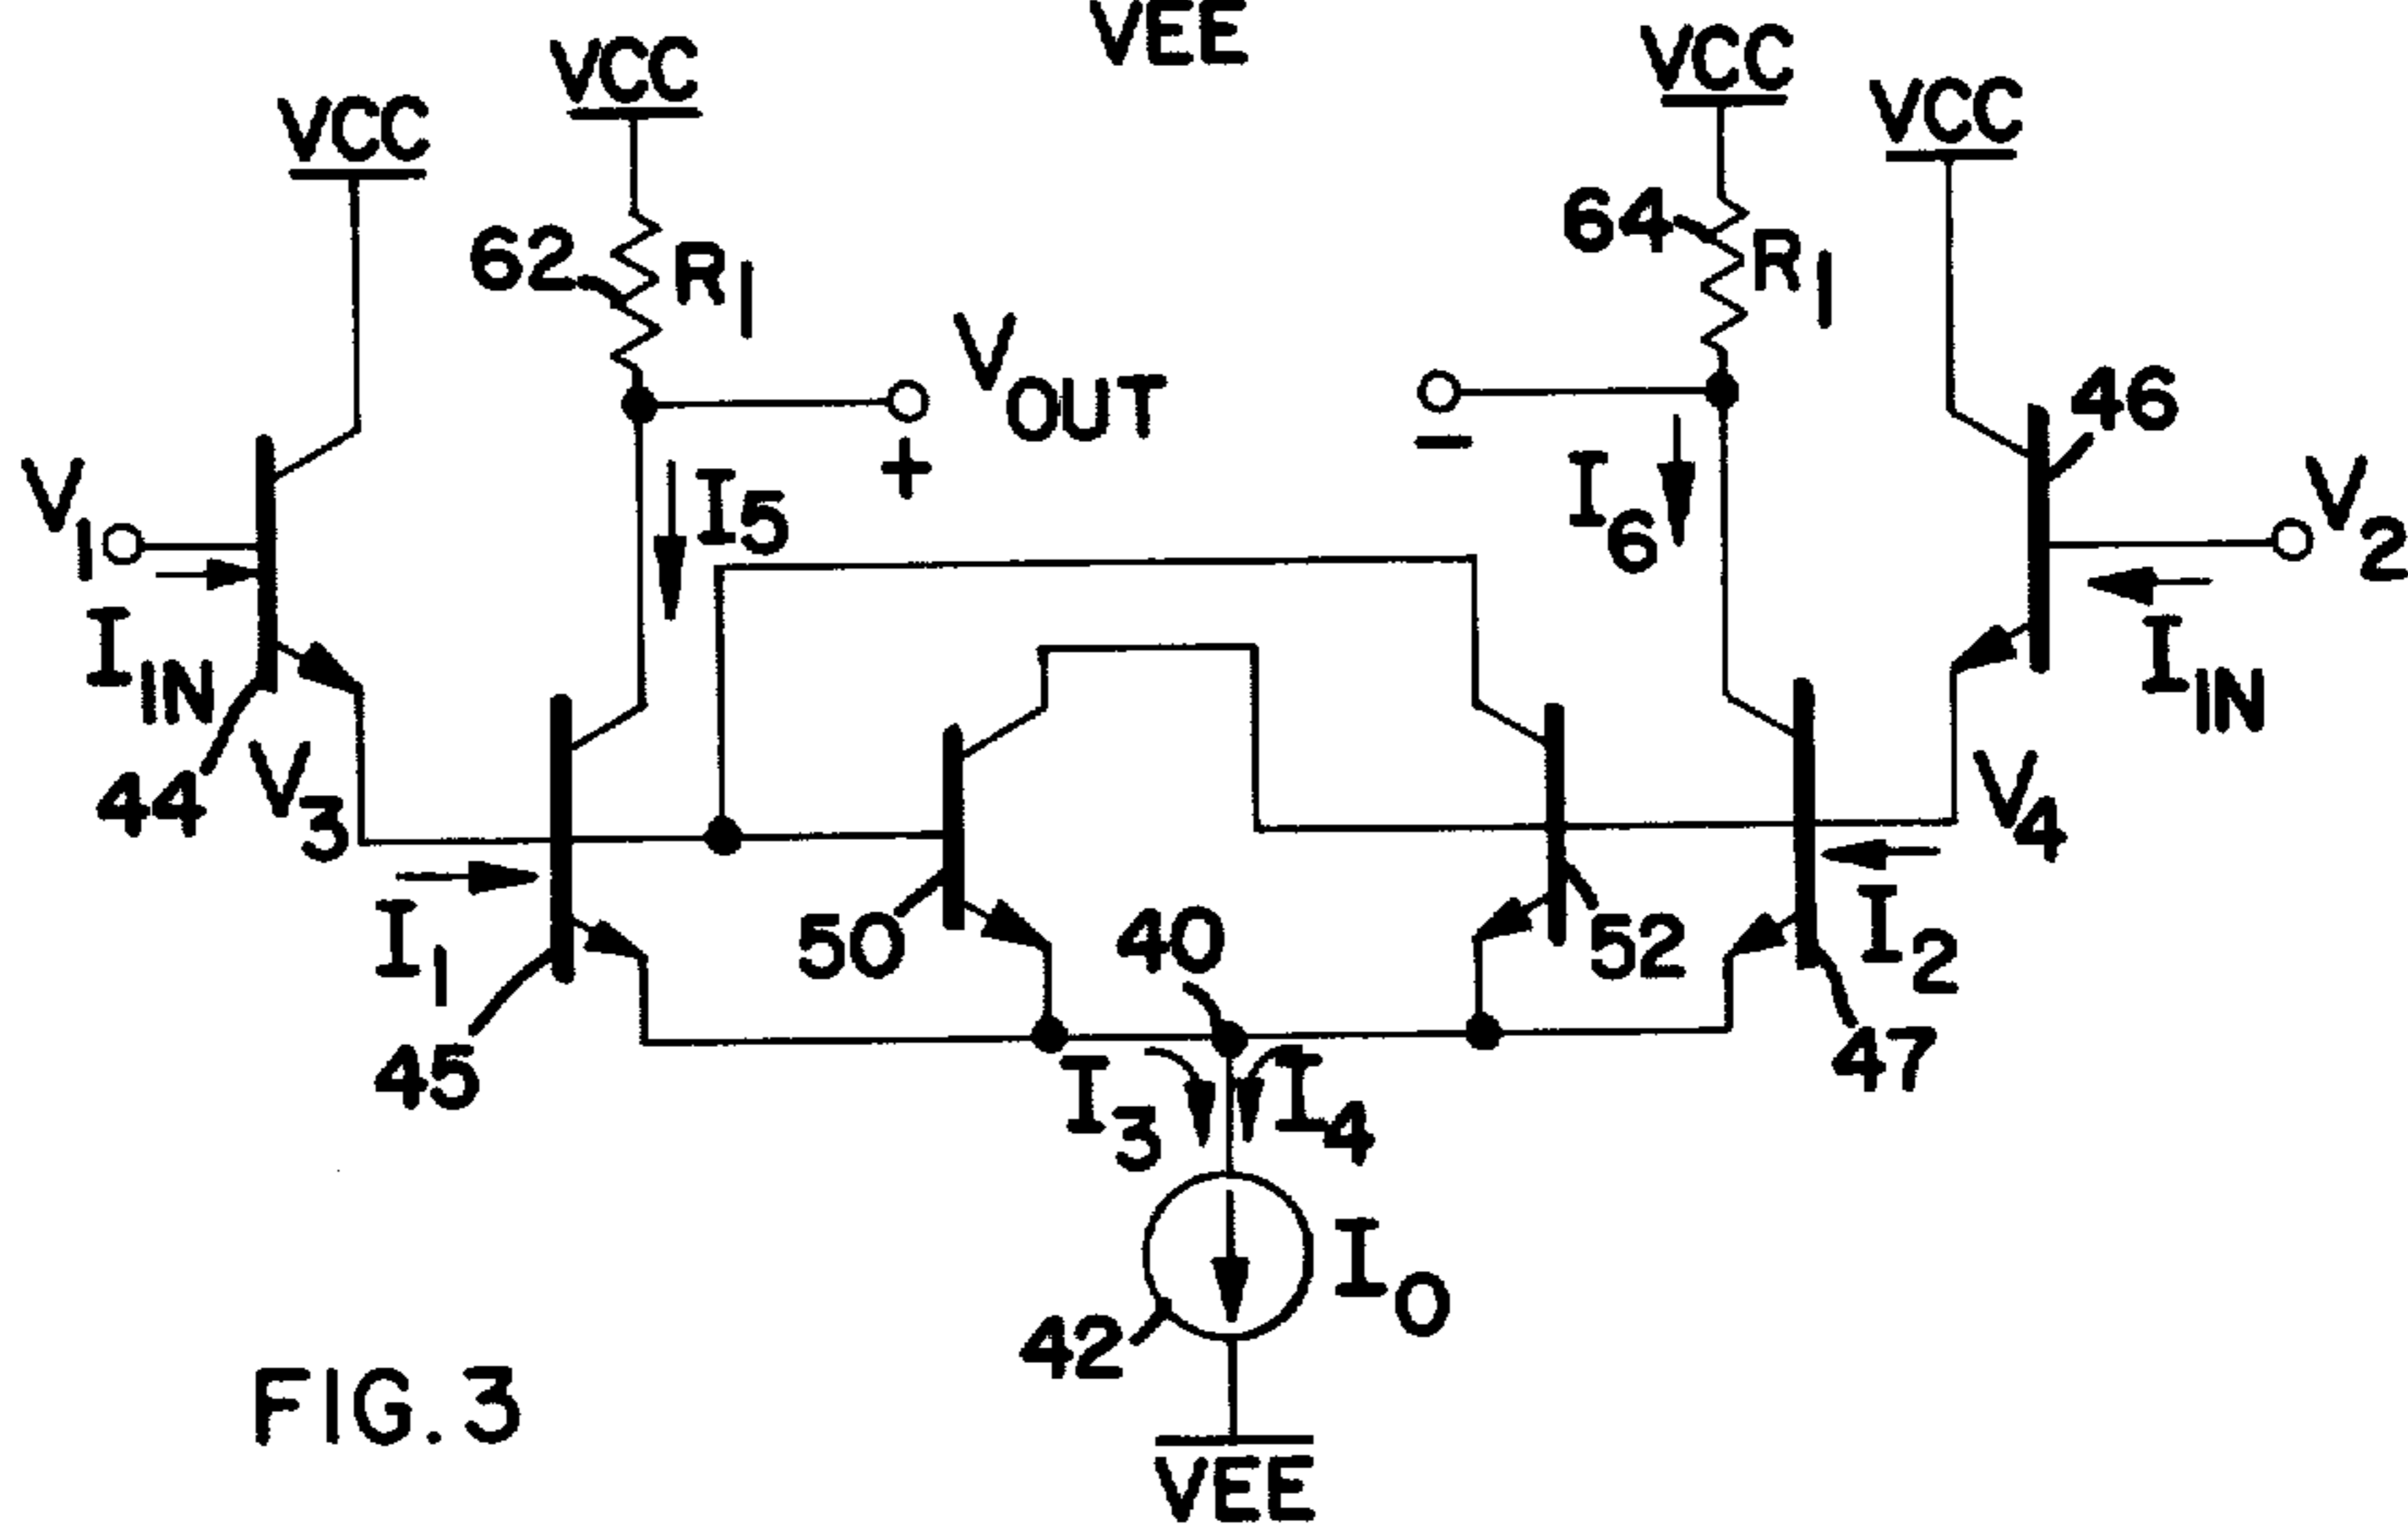 VEE
VCC
VCC
VCC
VCC
62
R1
64
R1
VOUT
+
–
46
V1
I5
I6
V2
IIN
IIN
44
V3
V4
I1
50
40
52
I2
45
47
I3
I4
IO
42
FIG. 3
VEE